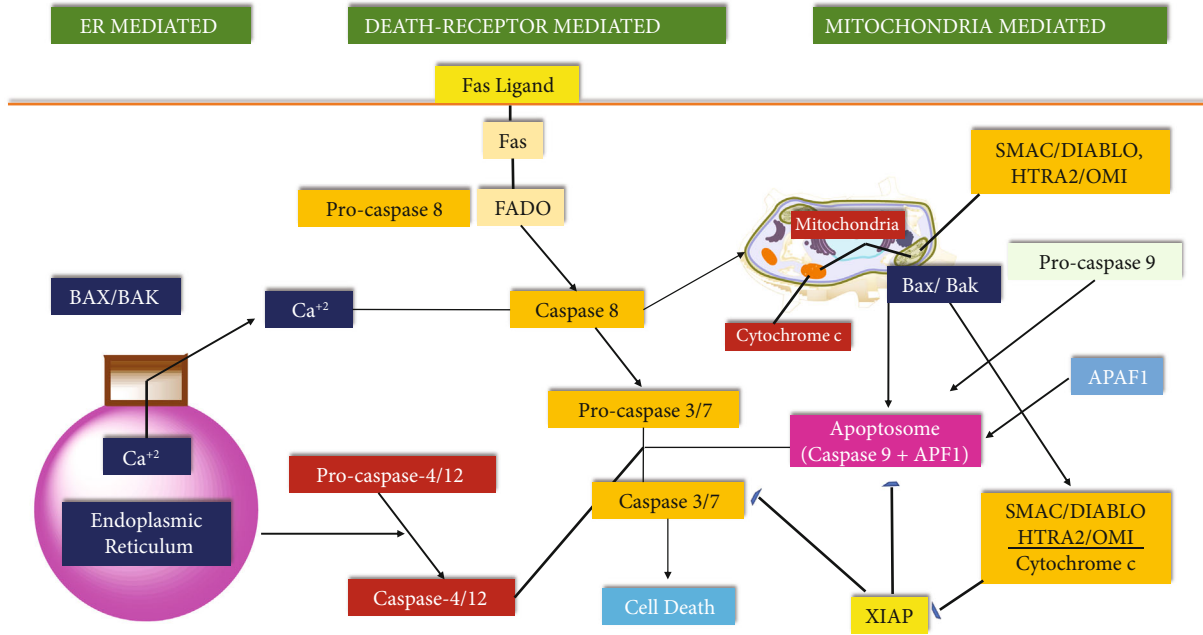 ER MEDIATED
DEATH-RECEPTOR MEDIATED
MITOCHONDRIA MEDIATED
Fas Ligand
Fas
SMAC/DIABLO,
HTRA2/OMI
Pro-caspase 8
FADO
Mitochondria
Pro-caspase 9
BAX/BAK
Ca+2
Caspase 8
Bax/ Bak
Cytochrome c
APAF1
Pro-caspase 3/7
Apoptosome
(Caspase 9 + APF1)
Ca+2
Pro-caspase-4/12
Caspase 3/7
Endoplasmic
Reticulum
SMAC/DIABLO
HTRA2/OMI
Cytochrome c
Caspase-4/12
Cell Death
XIAP